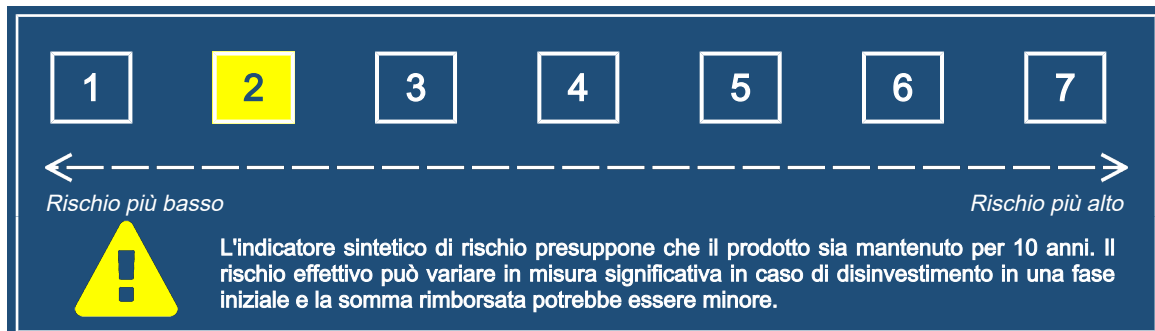 1 2 3 4 5 6 7
Rischio più basso Rischio più alto
L'indicatore sintetico di rischio presuppone che il prodotto sia mantenuto per 10 anni. Il
rischio effettivo può variare in misura significativa in caso di disinvestimento in una fase
iniziale e la somma rimborsata potrebbe essere minore.